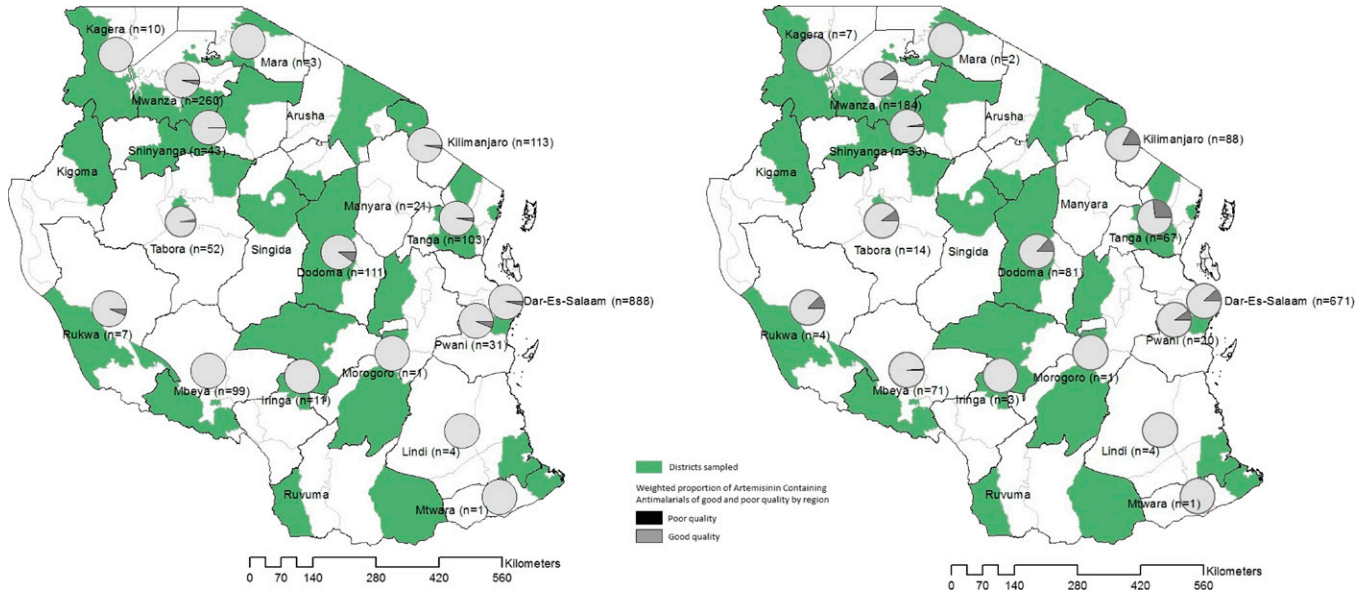 Kagera (n=10)
Mara (n=3)
Mwanza (n=260)
Arusha
Shinyanga (n=43)
Kilimanjaro (n=113)
Kigoma
Manyara (n=21)
Tabora (n=52)
Singida
Tanga (n=103)
Dodoma (n=111)
Dar-Es-Salaam (n=888)
Rukwa (n=7)
Pwani (n=31)
Morogoro (n=1)
Mbeya (n=99)
Iringa (n=11)
Lindi (n=4)
Ruvuma
Mtwara (n=1)
Kilometers
0 70 140 280 420 560
Districts sampled
Weighted proportion of Artemisinin Containing
Antimalarials of good and poor quality by region
Poor quality
Good quality
Kagera (n=7)
Mara (n=2)
Mwanza (n=184)
Arusha
Shinyanga (n=33)
Kilimanjaro (n=88)
Kigoma
Manyara
Tabora (n=14)
Singida
Tanga (n=67)
Dodoma (n=81)
Dar-Es-Salaam (n=671)
Rukwa (n=4)
Pwani (n=20)
Morogoro (n=1)
Mbeya (n=71)
Iringa (n=3)
Lindi (n=4)
Ruvuma
Mtwara (n=1)
Kilometers
0 70 140 280 420 560